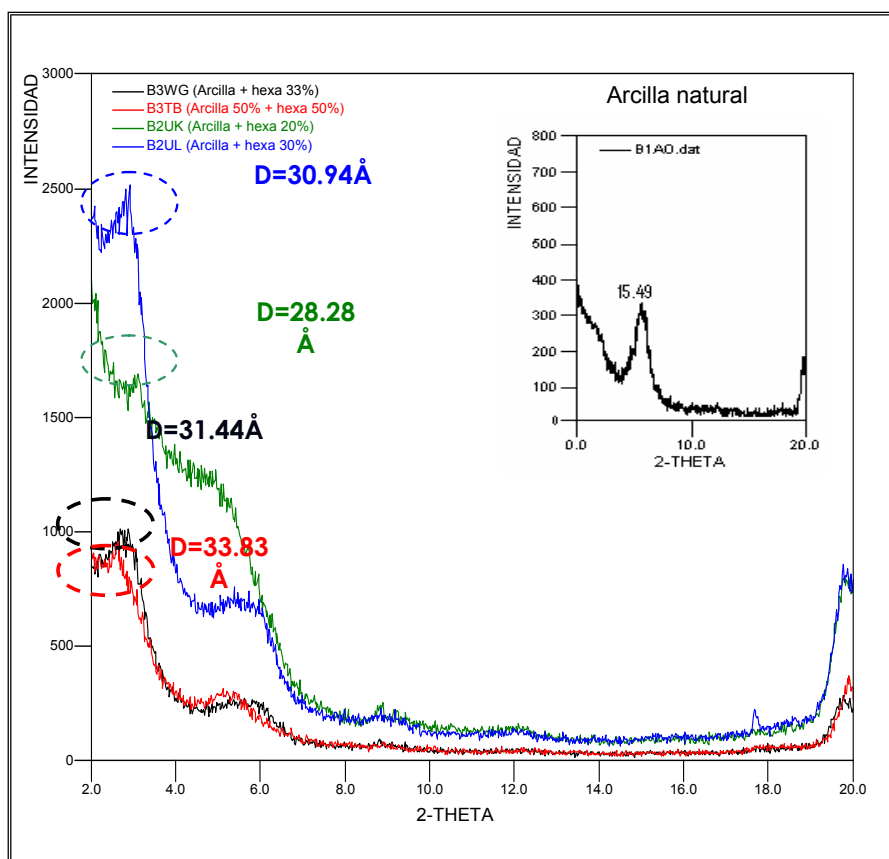 3000
2500
2000
1500
1000
500
0
INTENSIDAD
B3WG (Arcilla + hexa 33%)
B3TB (Arcilla 50% + hexa 50%)
B2UK (Arcilla + hexa 20%)
B2UL (Arcilla + hexa 30%)
D=30.94Å
D=28.28
Å
D=31.44Å
D=33.83
Å
2.0 4.0 6.0 8.0 10.0 12.0 14.0 16.0 18.0 20.0
2-THETA
Arcilla natural
800
700
600
500
400
300
200
100
0
INTENSIDAD
B1AO.dat
15.49
0.0 10.0 20.0
2-THETA